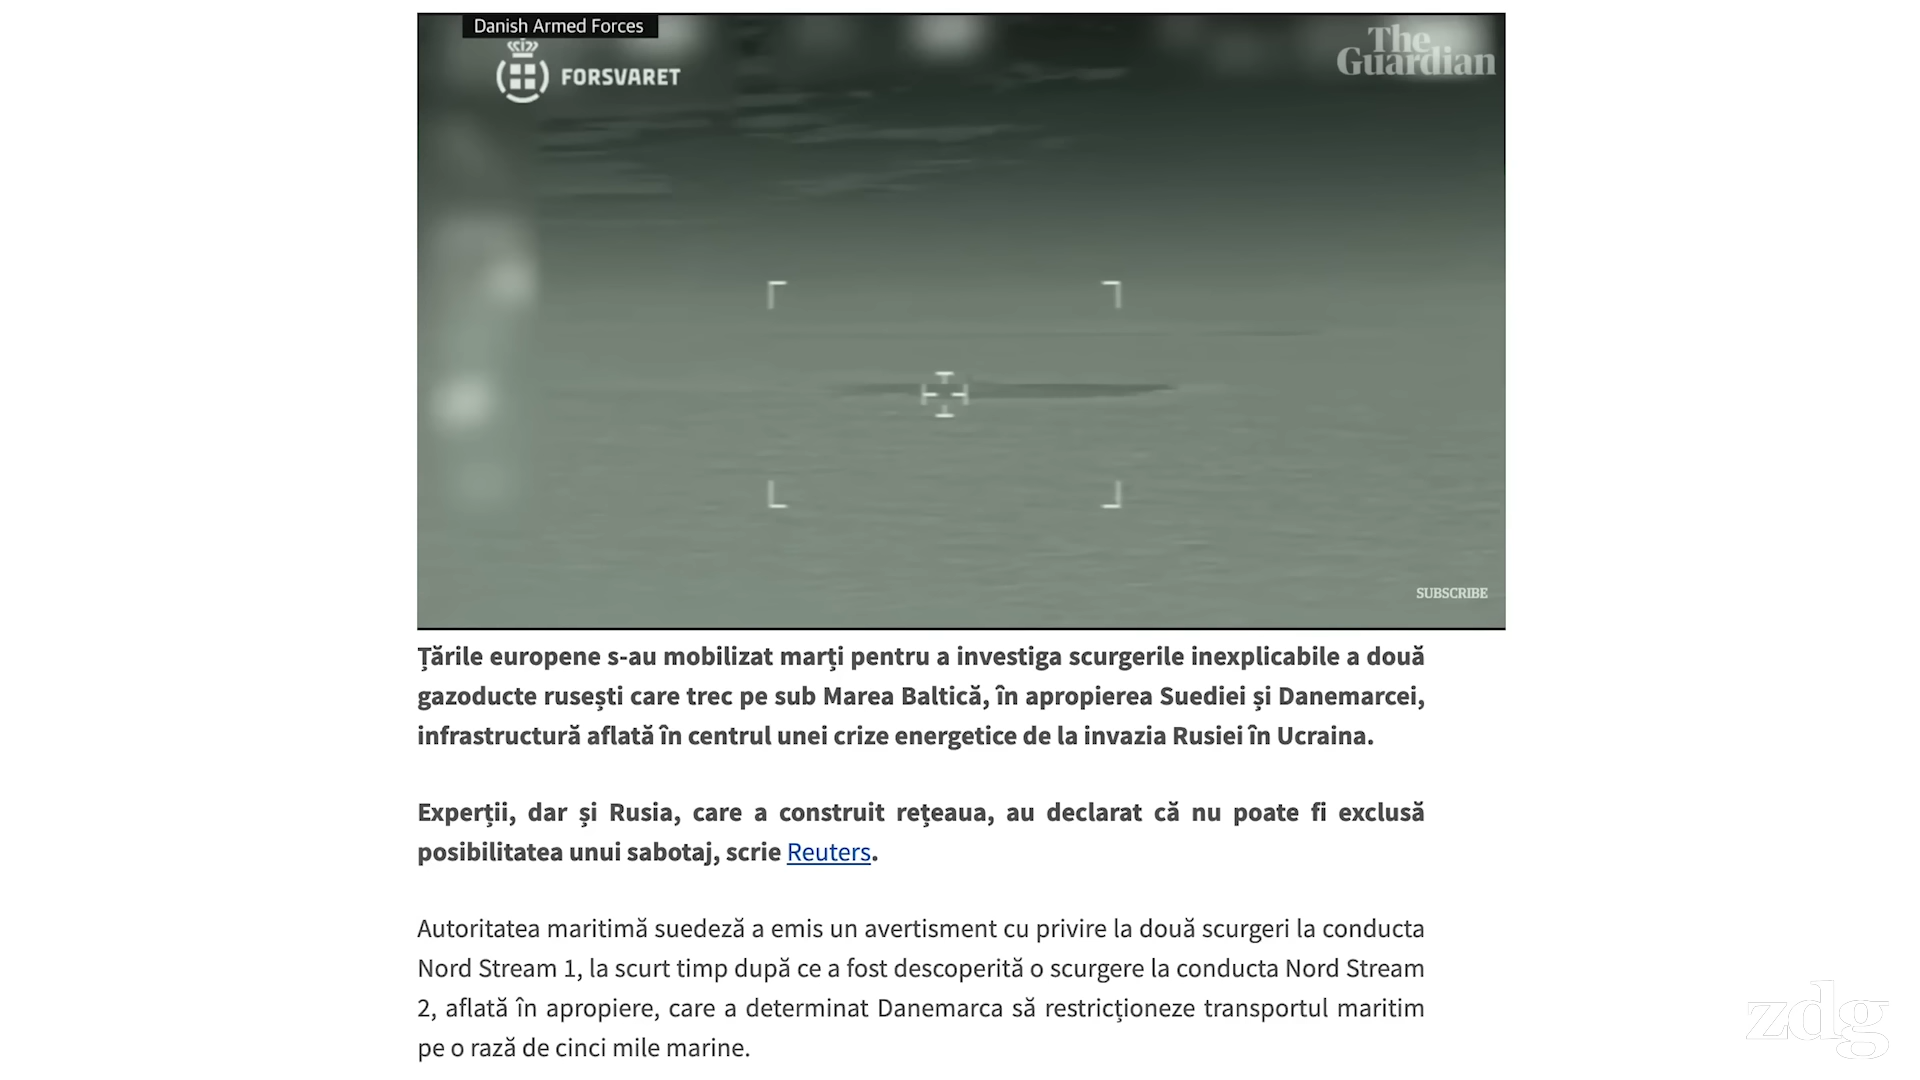 Danish Armed Forces
FORSVARET
The
Guardian
SUBSCRIBE
Țările europene s-au mobilizat marți pentru a investiga scurgerile inexplicabile a două
gazoducte rusești care trec pe sub Marea Baltică, în apropierea Suediei și Danemarcei,
infrastructură aflată în centrul unei crize energetice de la invazia Rusiei în Ucraina.
Experții, dar și Rusia, care a construit rețeaua, au declarat că nu poate fi exclusă
posibilitatea unui sabotaj, scrie Reuters.
Autoritatea maritimă suedeză a emis un avertisment cu privire la două scurgeri la conducta
Nord Stream 1, la scurt timp după ce a fost descoperită o scurgere la conducta Nord Stream
2, aflată în apropiere, care a determinat Danemarca să restricționeze transportul maritim
pe o rază de cinci mile marine.
zdg